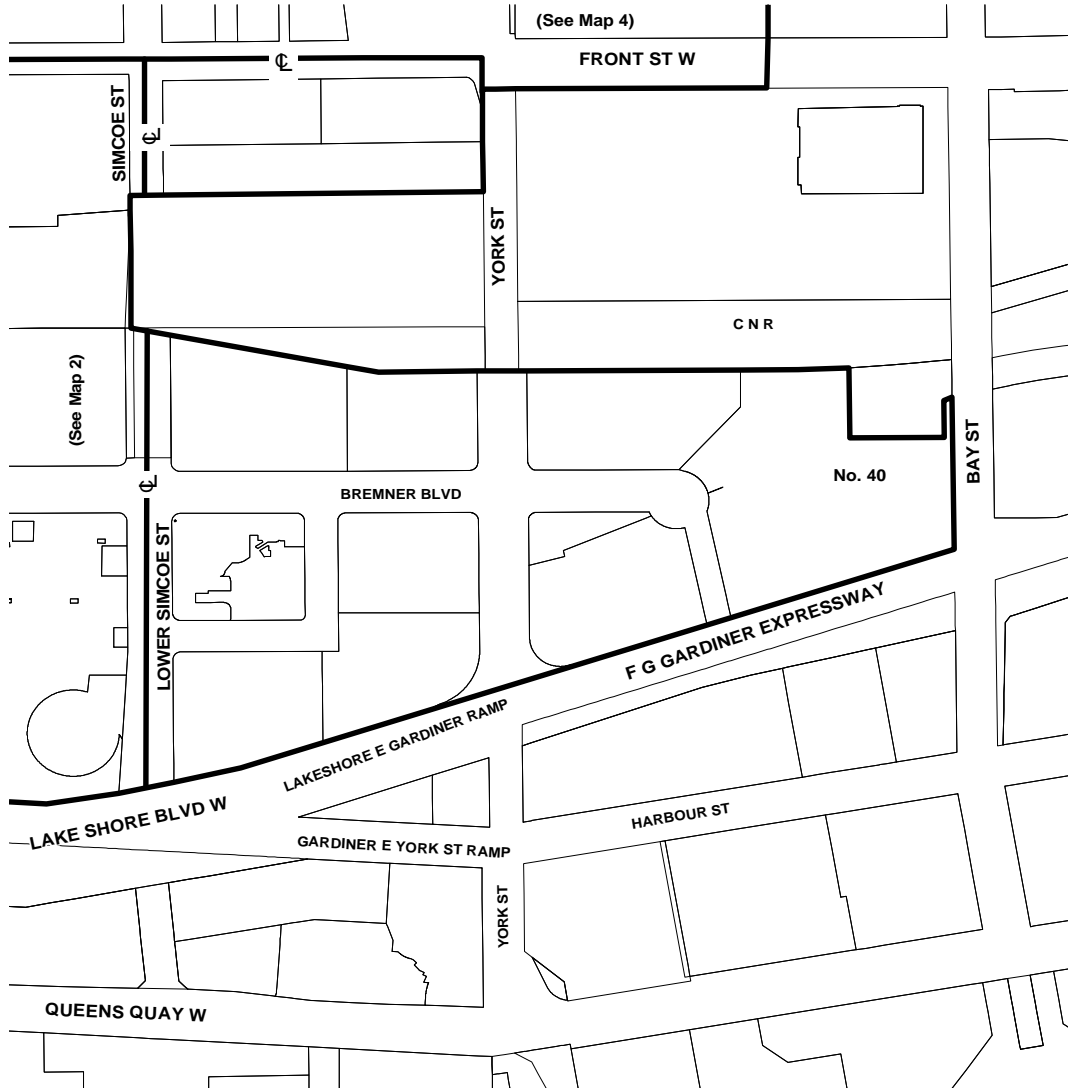 (See Map 4)
FRONT ST W
℄
SIMCOE ST
℄
YORK ST
C N R
(See Map 2)
BAY ST
No. 40
℄
BREMNER BLVD
LOWER SIMCOE ST
F G GARDINER EXPRESSWAY
LAKESHORE E GARDINER RAMP
LAKE SHORE BLVD W
HARBOUR ST
GARDINER E YORK ST RAMP
YORK ST
QUEENS QUAY W